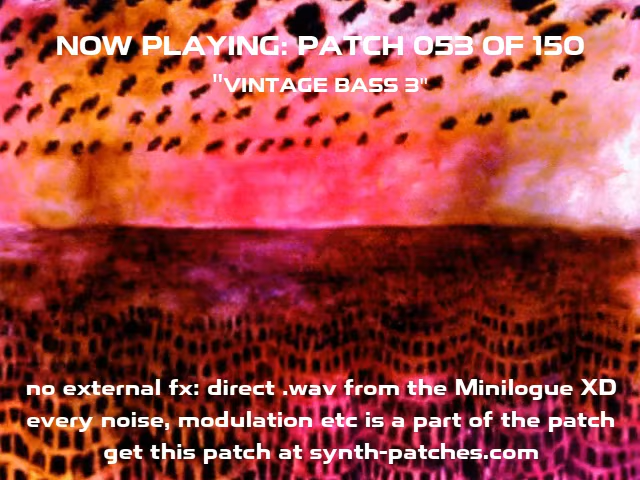 NOW PLAYING: PATCH 053 OF 150
"VINTAGE BASS 3"
no external fx: direct .wav from the Minilogue XD
every noise, modulation etc is a part of the patch
get this patch at synth-patches.com